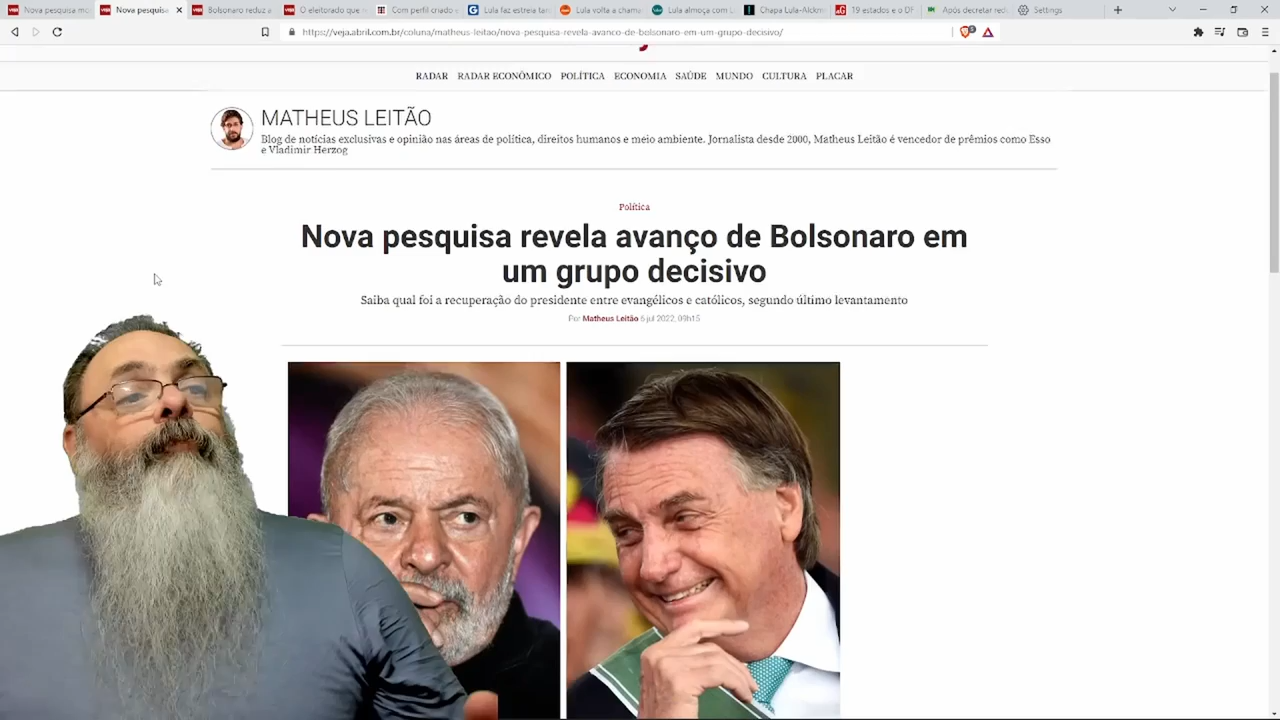 Nova pesquisa mo
Nova pesquisa
Bolsonaro reduz a
O eleitorado que m
Com perfil criado e
Lula faz estreia tar
Lula volta a chama
Lula almoça com L
Chapa Lula-Alckm
19 estados e o DF
Após decretar redu
Settings
https://veja.abril.com.br/coluna/matheus-leitao/nova-pesquisa-revela-avanco-de-bolsonaro-em-um-grupo-decisivo/
RADAR RADAR ECONÔMICO POLÍTICA ECONOMIA SAÚDE MUNDO CULTURA PLACAR
MATHEUS LEITÃO
Blog de notícias exclusivas e opinião nas áreas de política, direitos humanos e meio ambiente. Jornalista desde 2000, Matheus Leitão é vencedor de prêmios como Esso
e Vladimir Herzog
Política
Nova pesquisa revela avanço de Bolsonaro em
um grupo decisivo
Saiba qual foi a recuperação do presidente entre evangélicos e católicos, segundo último levantamento
Por Matheus Leitão 6 jul 2022, 09h15